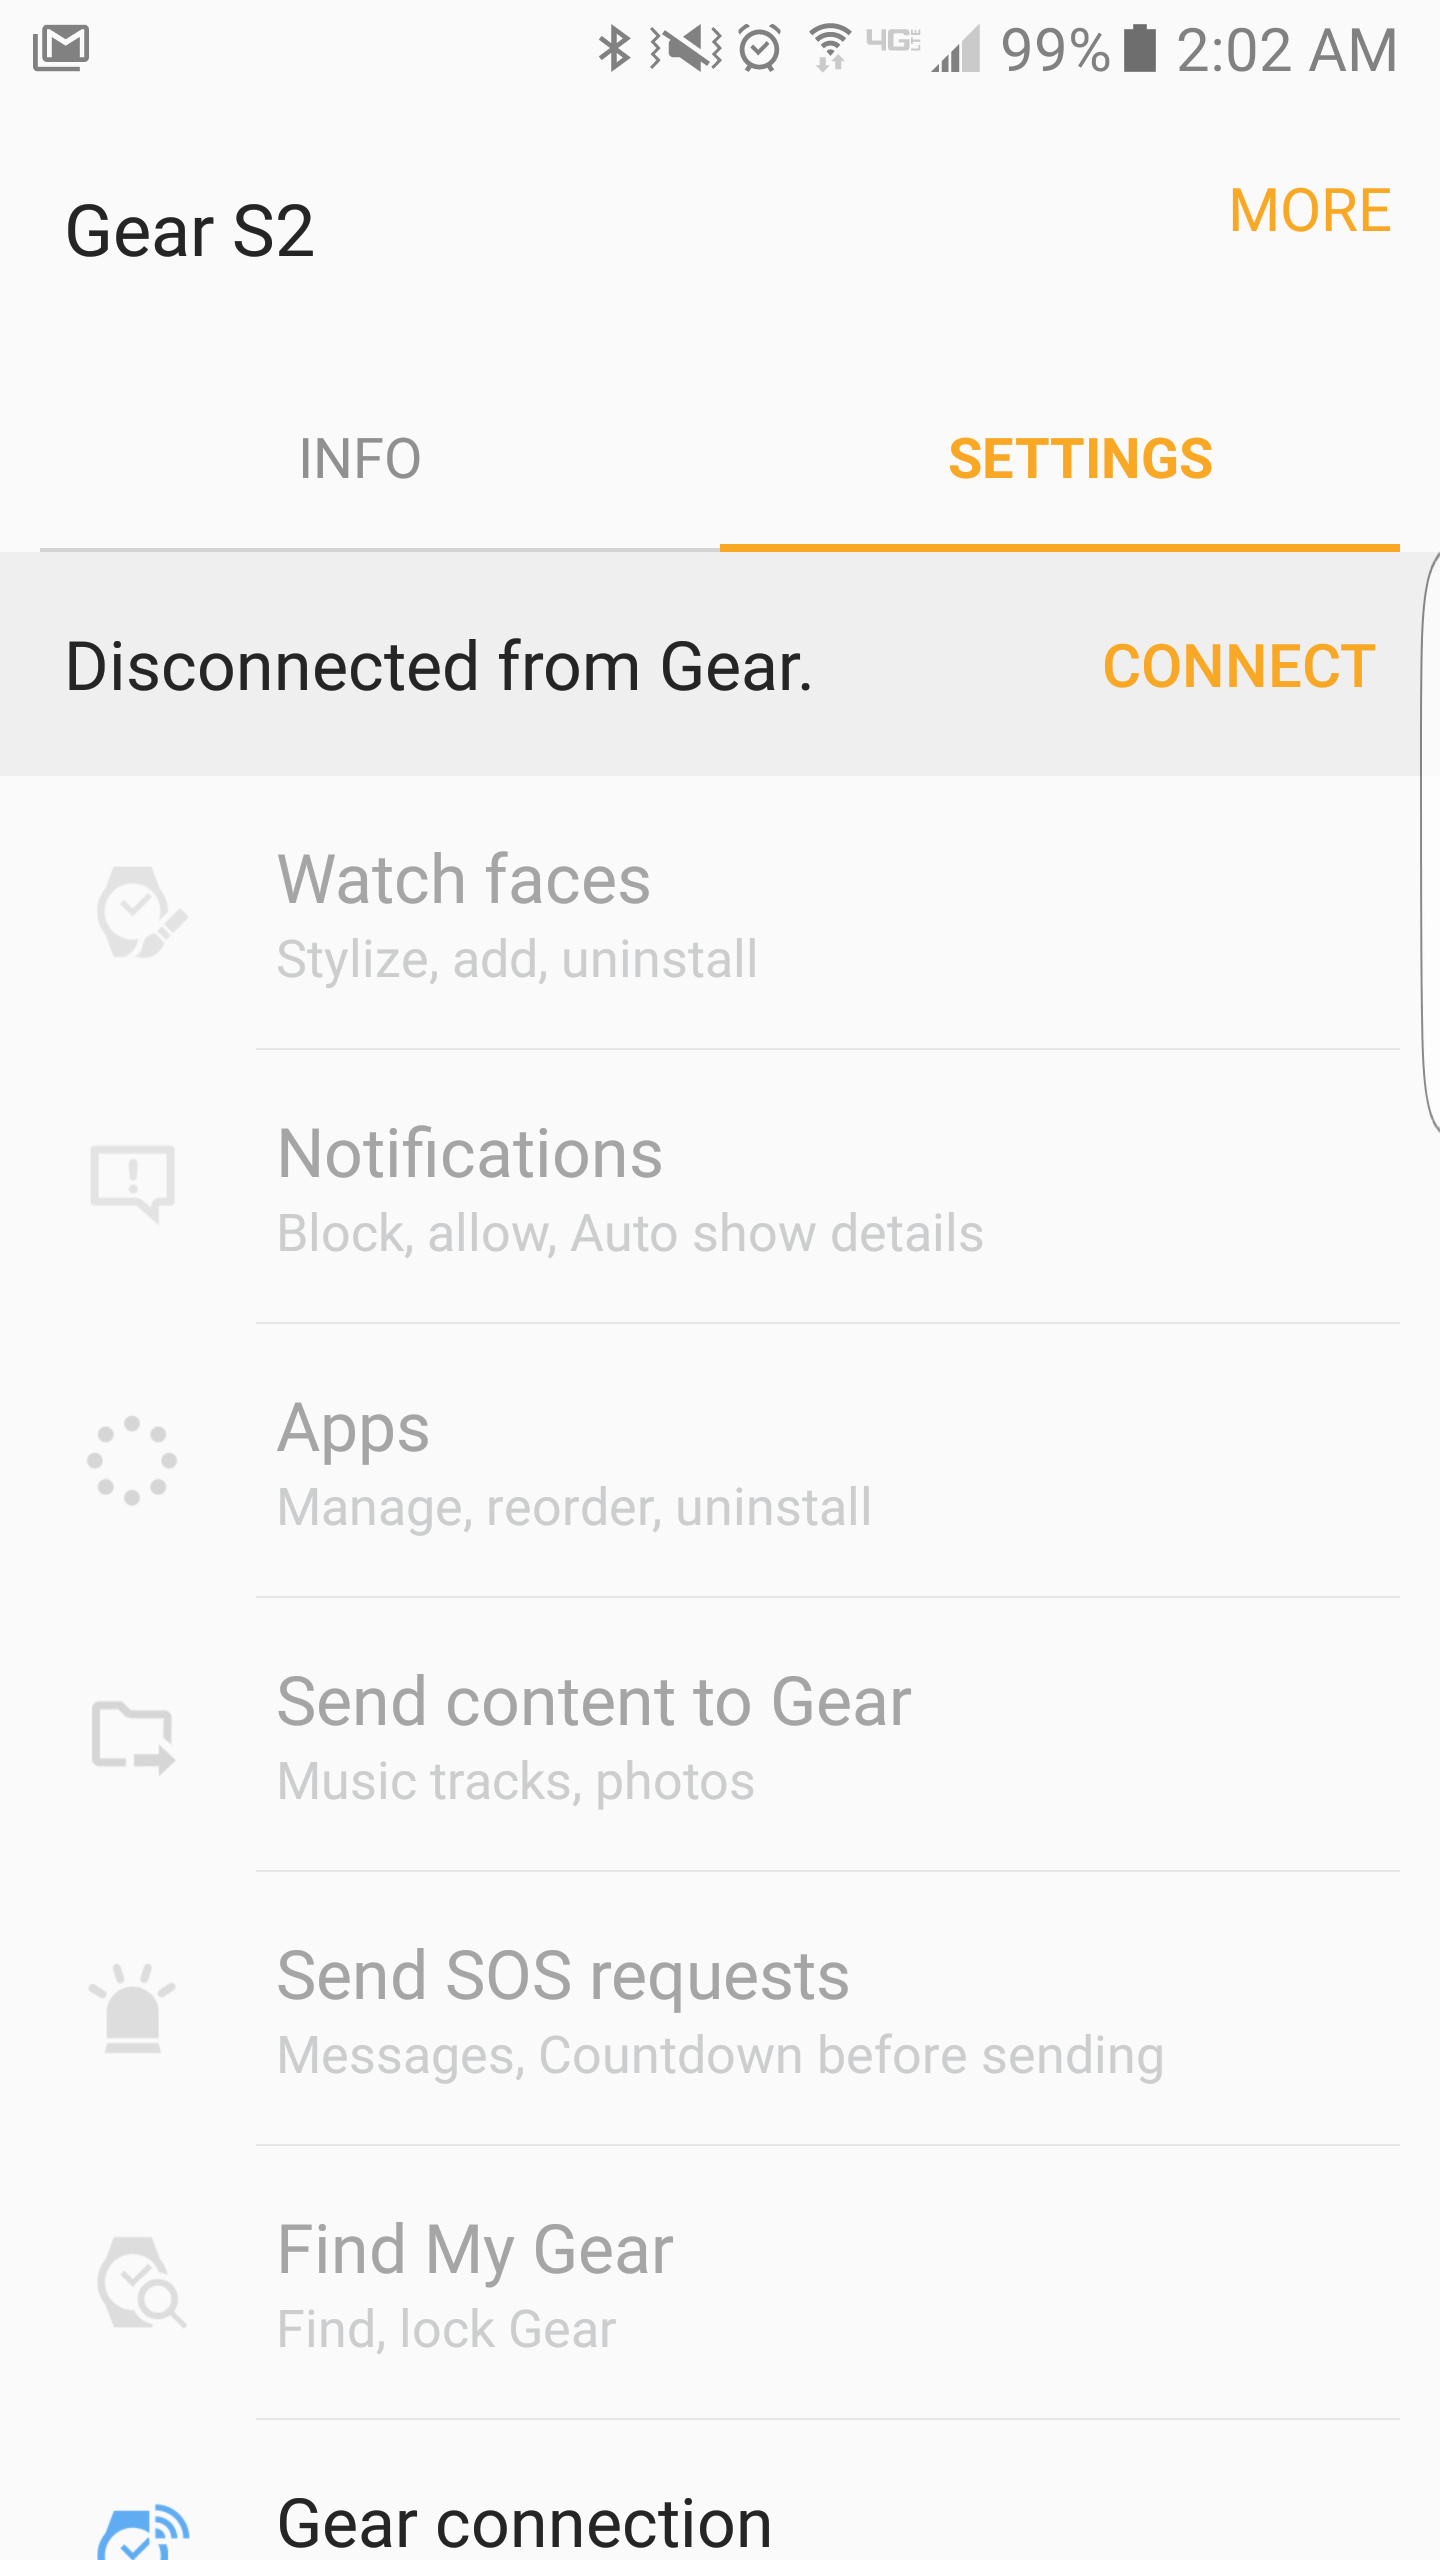 4G LTE 99% 2:02 AM
Gear S2
MORE
INFO
SETTINGS
Disconnected from Gear.
CONNECT
Watch faces
Stylize, add, uninstall
Notifications
Block, allow, Auto show details
Apps
Manage, reorder, uninstall
Send content to Gear
Music tracks, photos
Send SOS requests
Messages, Countdown before sending
Find My Gear
Find, lock Gear
Gear connection